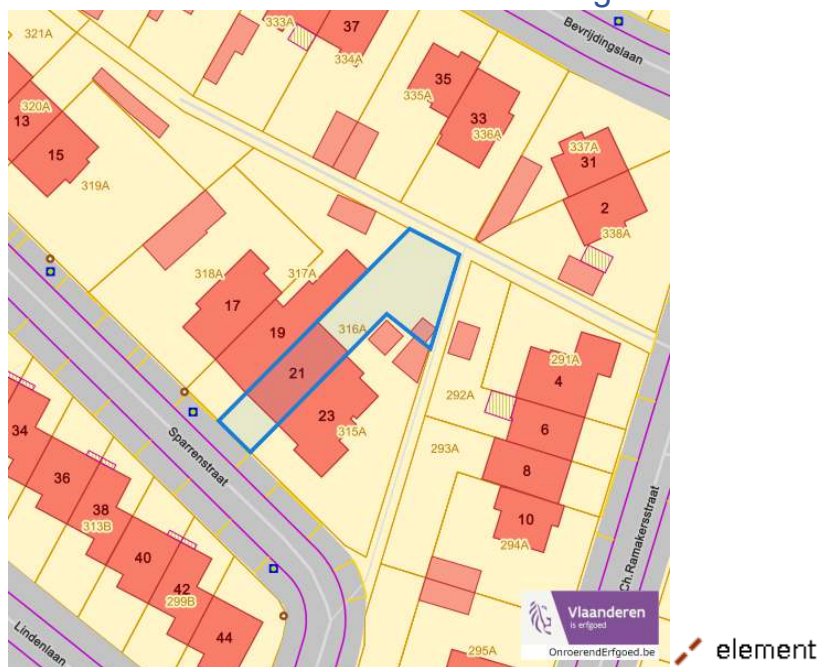 321A
333A
37
334A
Bevrijdingslaan
35
335A
33
336A
320A
13
15
319A
337A
31
2
338A
318A
317A
17
19
316A
21
23
315A
291A
4
292A
6
293A
8
10
294A
Sparrenstraat
34
36
38
313B
40
42
299B
44
Lindenlaan
Ch.Ramakersstraat
295A
Vlaanderen
is erfgoed
OnroerendErfgoed.be
element